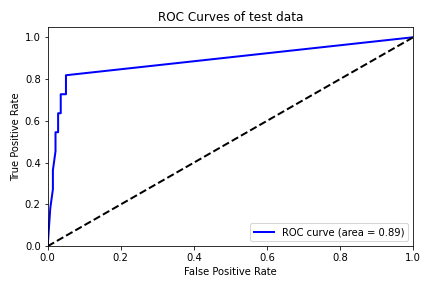 ROC Curves of test data
True Positive Rate
1.0
0.8
0.6
0.4
0.2
0.0
ROC curve (area = 0.89)
0.0 0.2 0.4 0.6 0.8 1.0
False Positive Rate